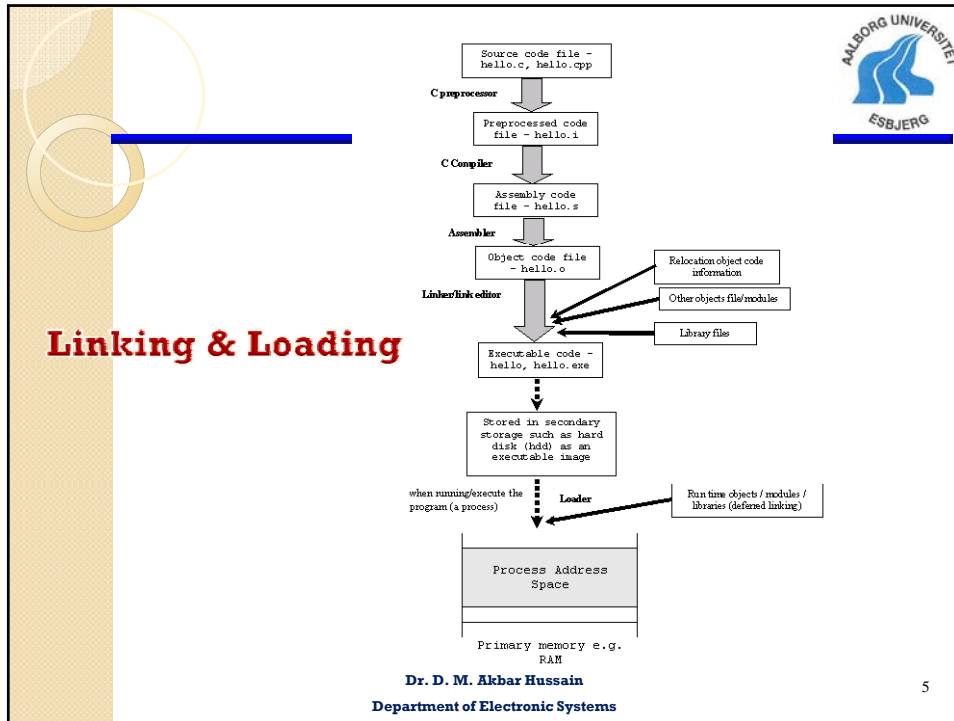 AALBORG UNIVERSITET
ESBJERG
Source code file -
hello.c, hello.cpp
C preprocessor
Preprocessed code
file - hello.i
C Compiler
Assembly code
file - hello.s
Assembler
Object code file
- hello.o
Relocation object code
information
Linker/link editor
Other objects file/modules
Library files
Linking & Loading
Executable code -
hello, hello.exe
Stored in secondary
storage such as hard
disk (hdd) as an
executable image
when running/execute the
program (a process)
Loader
Run time objects / modules /
libraries (deferred linking)
Process Address
Space
Primary memory e.g.
RAM
Dr. D. M. Akbar Hussain
Department of Electronic Systems
5